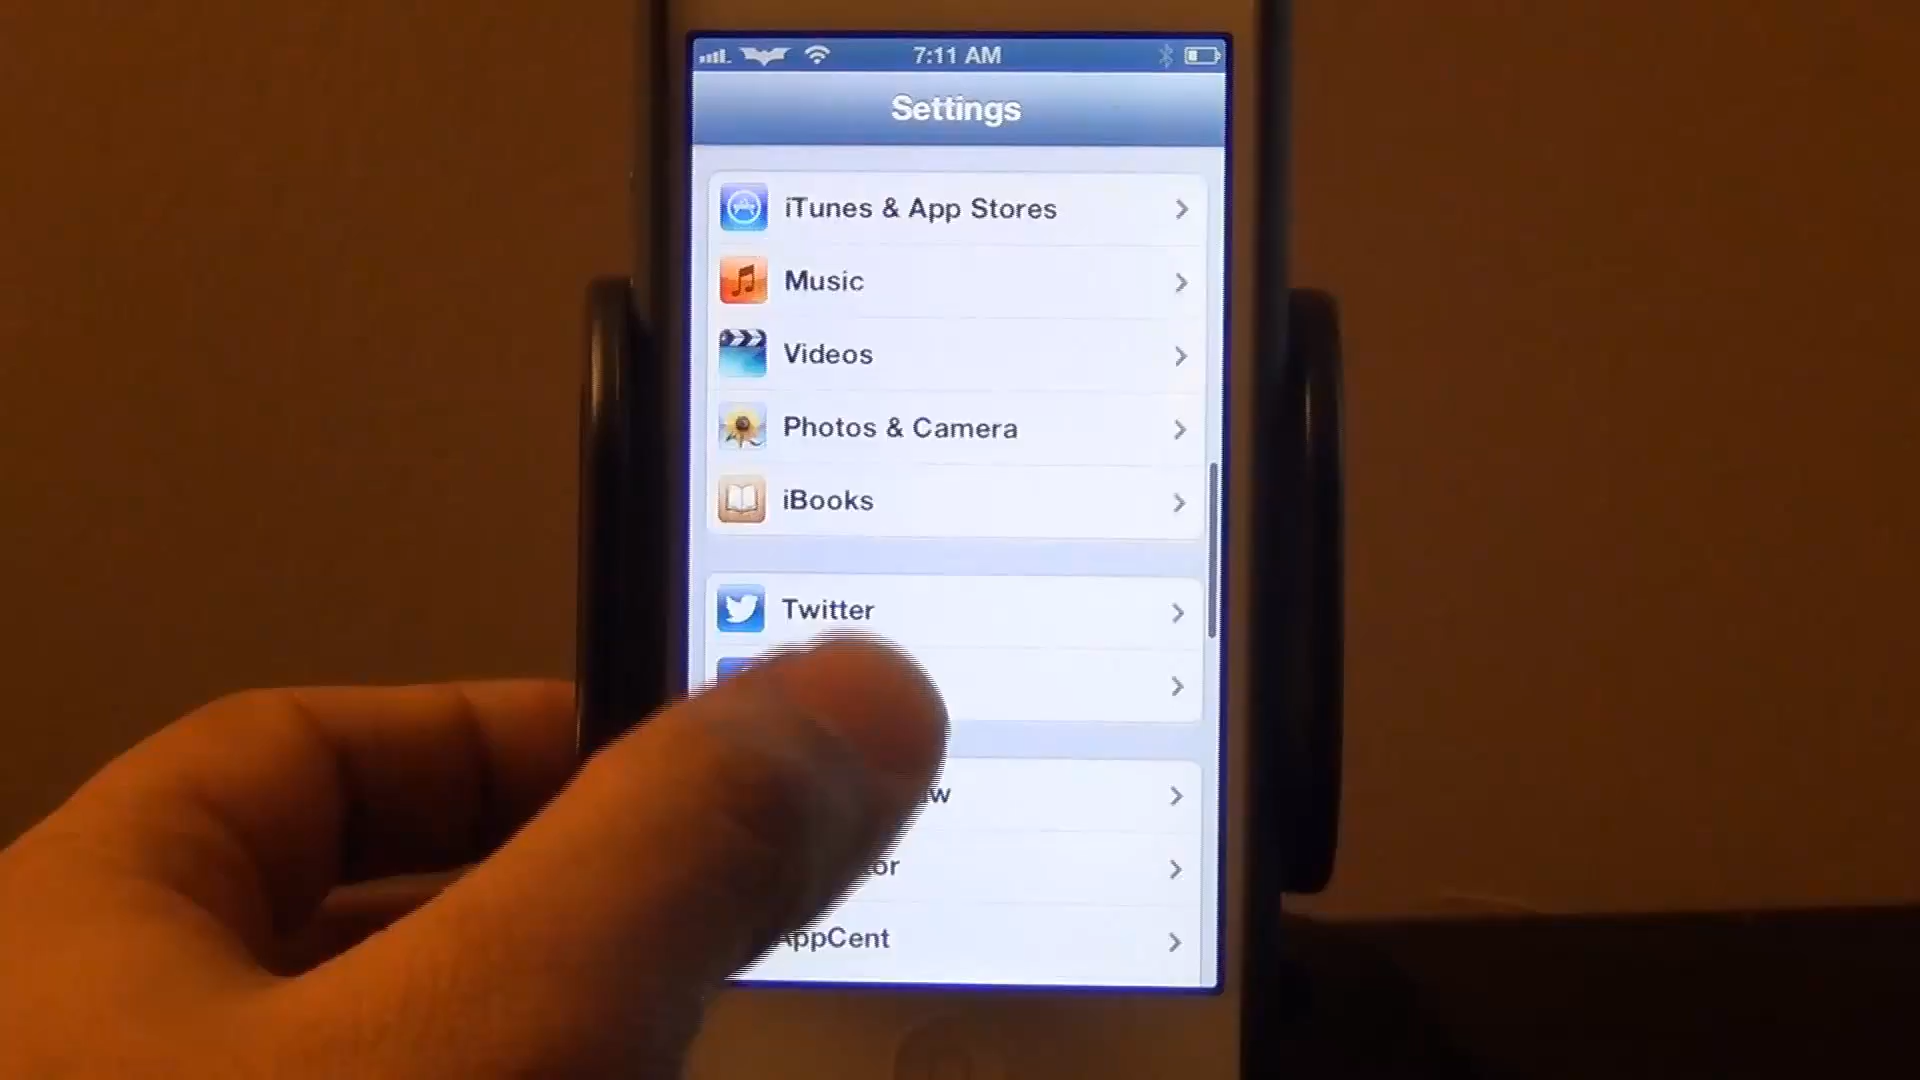 7:11 AM
Settings
iTunes & App Stores
Music
Videos
Photos & Camera
iBooks
Twitter
AppCent